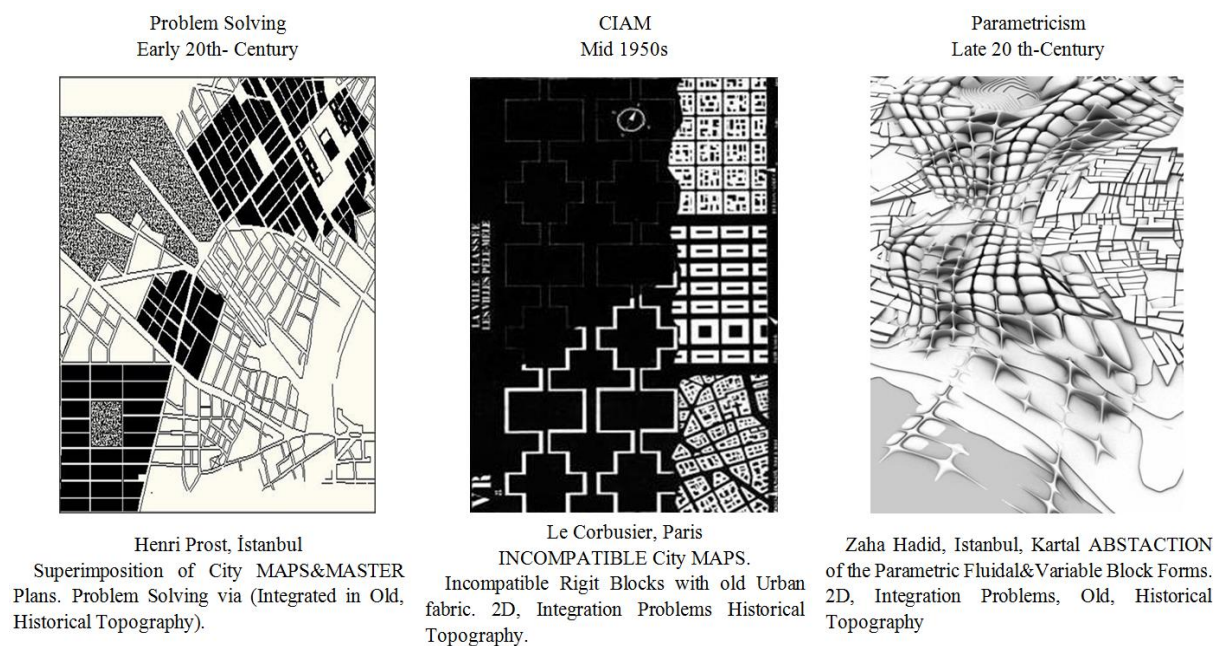 Problem Solving
Early 20th- Century
CIAM
Mid 1950s
Parametricism
Late 20 th-Century
LA VILLE CLASSÉE
LES VILLES PÊLE-MÊLE
VR
Henri Prost, İstanbul
Superimposition of City MAPS&MASTER
Plans. Problem Solving via (Integrated in Old,
Historical Topography).
Le Corbusier, Paris
INCOMPATIBLE City MAPS.
Incompatible Rigit Blocks with old Urban
fabric. 2D, Integration Problems Historical
Topography.
Zaha Hadid, Istanbul, Kartal ABSTACTION
of the Parametric Fluidal&Variable Block Forms.
2D, Integration Problems, Old, Historical
Topography